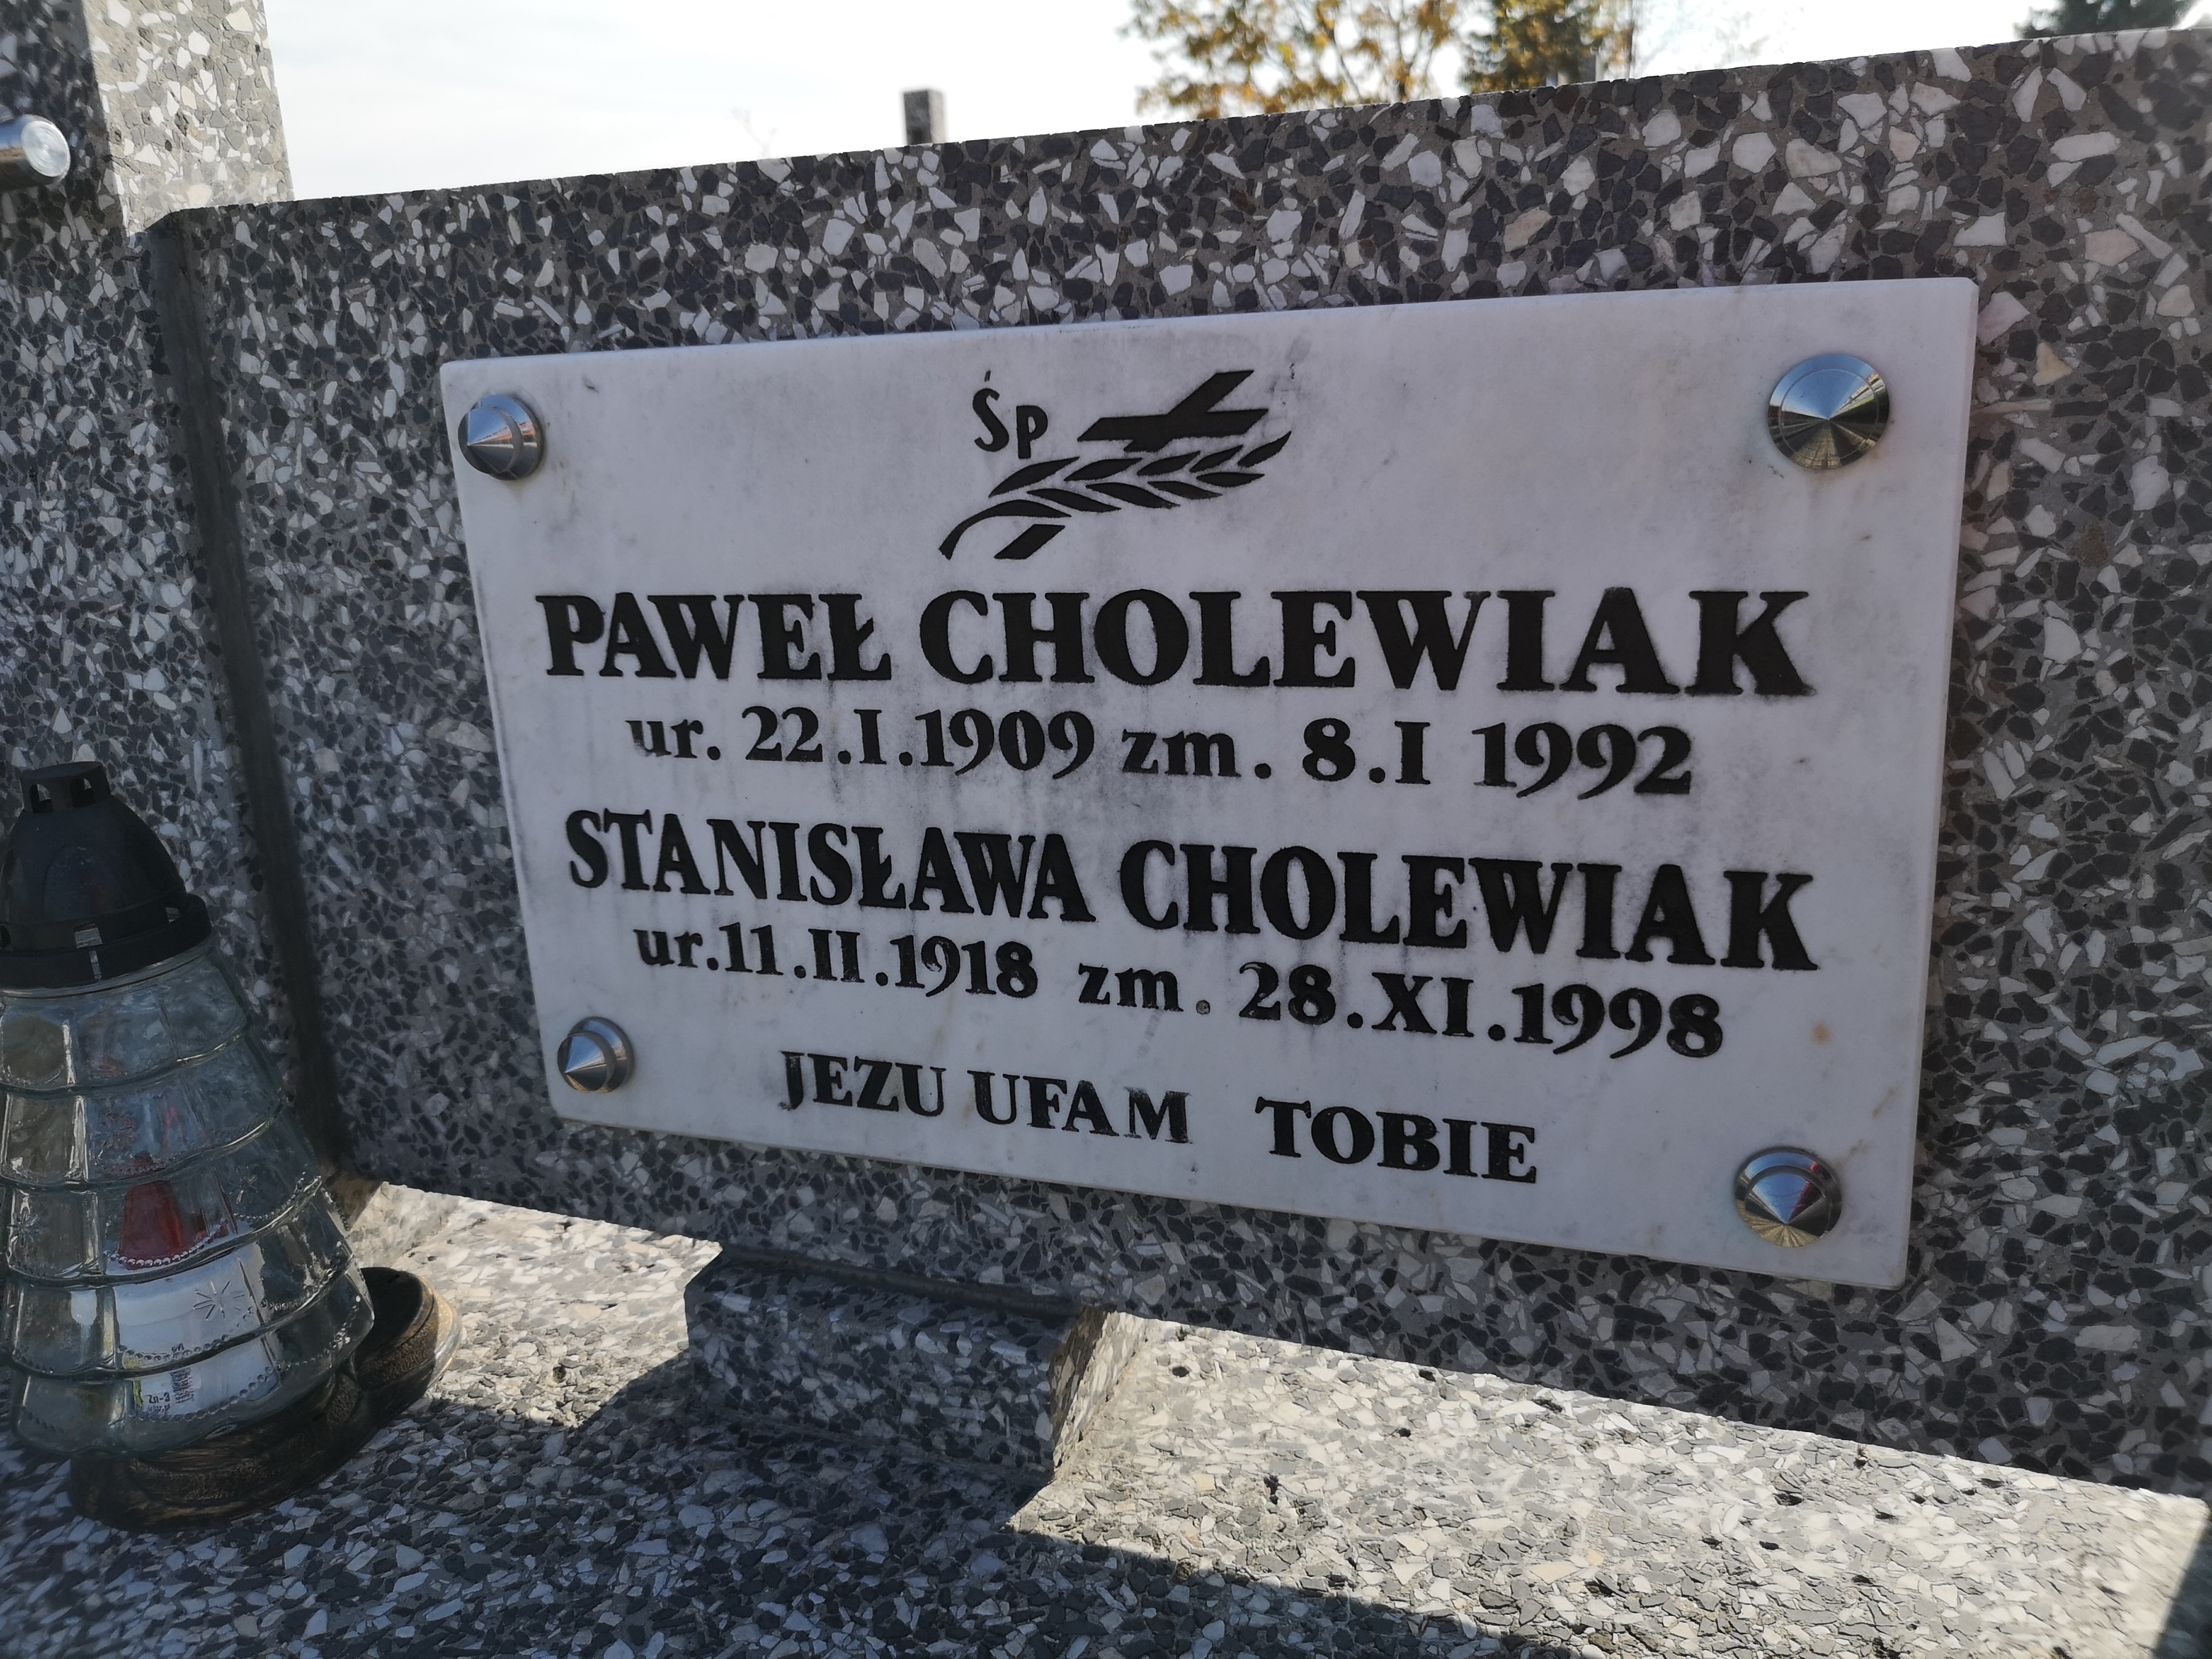 Śp
PAWEŁ CHOLEWIAK
ur. 22.I.1909 zm. 8.I 1992
STANISŁAWA CHOLEWIAK
ur.11.II.1918 zm. 28.XI.1998
JEZU UFAM TOBIE